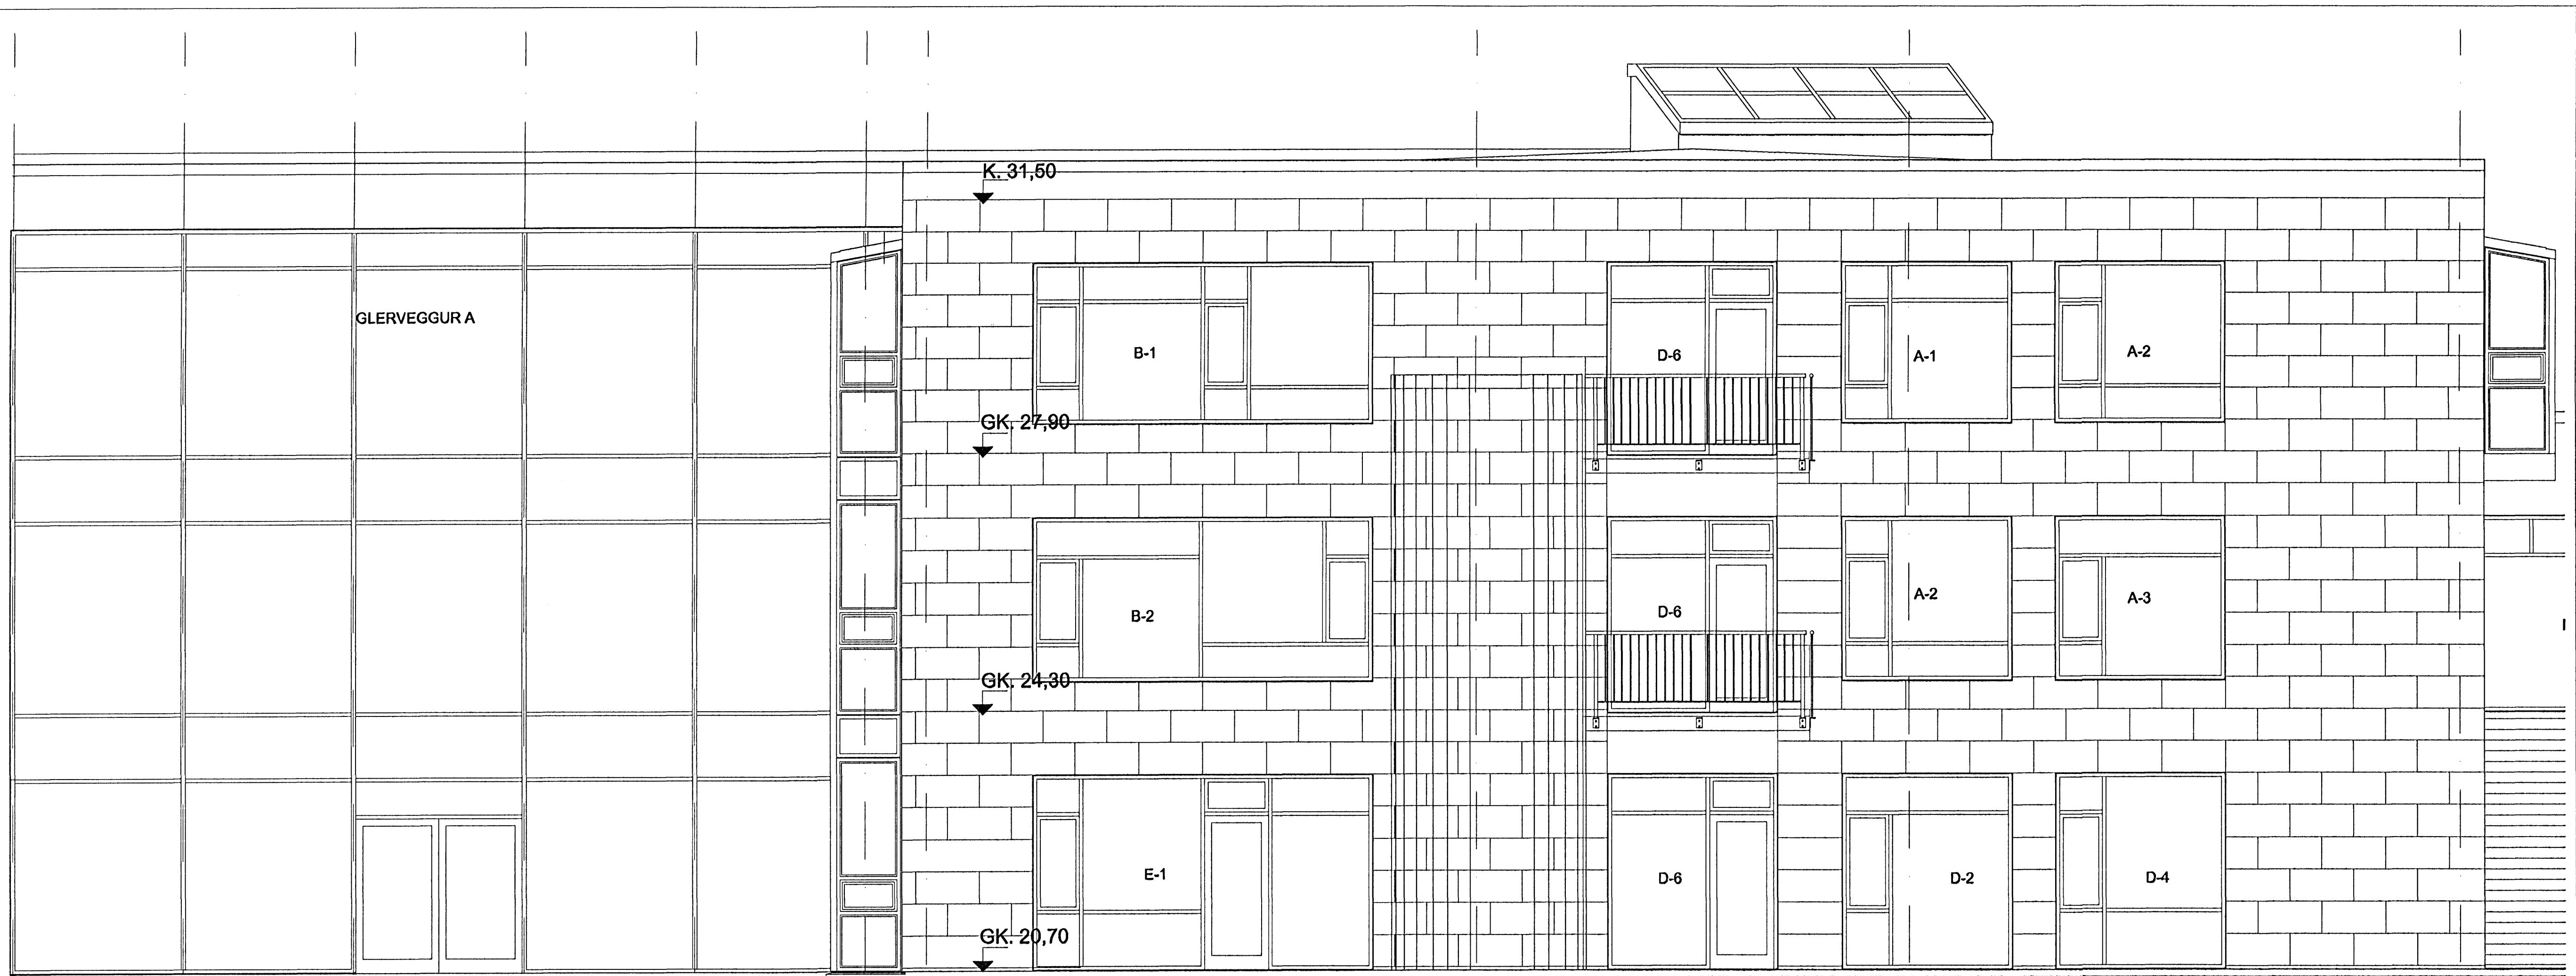 K. 31,50
GLERVEGGUR A
B-1
D-6
A-1
A-2
GK. 27,90
B-2
D-6
A-2
A-3
GK. 24,30
E-1
D-6
D-2
D-4
GK. 20,70